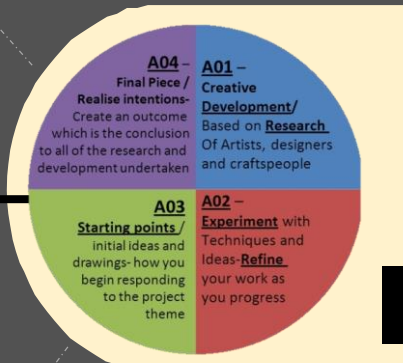 A04 –
Final Piece /
Realise intentions-
Create an outcome
which is the conclusion
to all of the research and
development undertaken
A01 –
Creative
Development/
Based on Research
Of Artists, designers
and craftspeople
A03
Starting points /
initial ideas and
drawings- how you
begin responding
to the project
theme
A02 –
Experiment with
Techniques and
Ideas-Refine
your work as
you progress